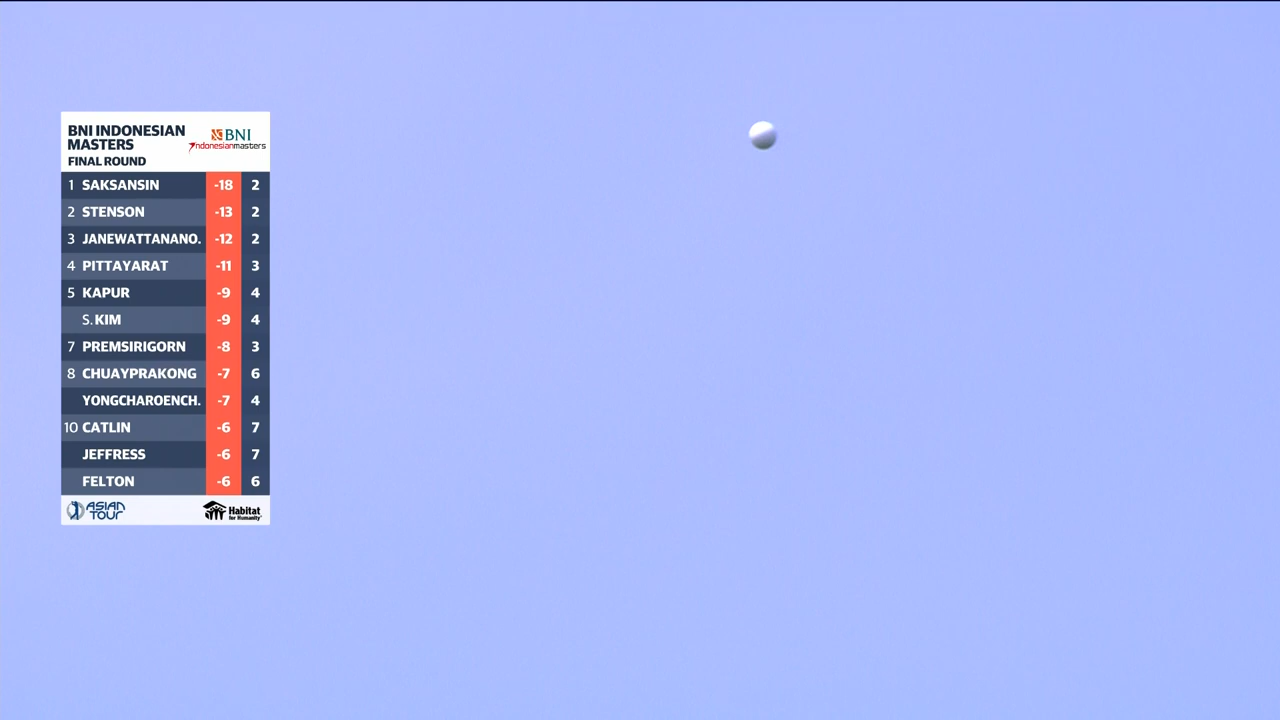 BNI INDONESIAN
MASTERS
FINAL ROUND
BNI
indonesianmasters
1 SAKSANSIN -18 2
2 STENSON -13 2
3 JANEWATTANANO. -12 2
4 PITTAYARAT -11 3
5 KAPUR -9 4
S. KIM -9 4
7 PREMSIRIGORN -8 3
8 CHUAYPRAKONG -7 6
YONGCHAROENCH. -7 4
10 CATLIN -6 7
JEFFRESS -6 7
FELTON -6 6
ASIAN
TOUR
Habitat
for Humanity